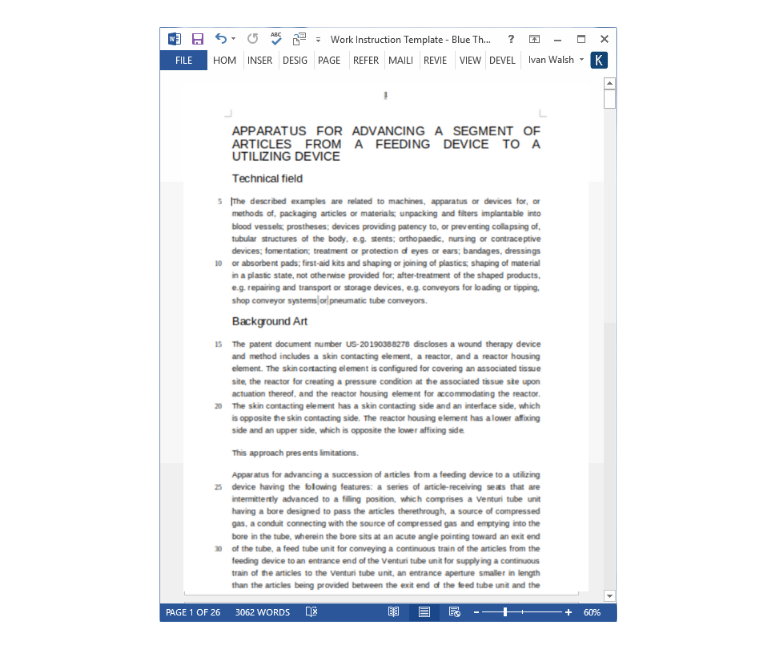 Work Instruction Template - Blue Th...
?
FILE HOM INSER DESIG PAGE REFER MAILI REVIE VIEW DEVEL Ivan Walsh K
APPARATUS FOR ADVANCING A SEGMENT OF
ARTICLES FROM A FEEDING DEVICE TO A
UTILIZING DEVICE
Technical field
5 The described examples are related to machines, apparatus or devices for, or
methods of, packaging articles or materials; unpacking and filters implantable into
blood vessels; prostheses; devices providing patency to, or preventing collapsing of,
tubular structures of the body, e.g. stents; orthopaedic, nursing or contraceptive
devices; fomentation; treatment or protection of eyes or ears; bandages, dressings
10 or absorbent pads; first-aid kits and shaping or joining of plastics; shaping of material
in a plastic state, not otherwise provided for; after-treatment of the shaped products,
e.g. repairing and transport or storage devices, e.g. conveyors for loading or tipping,
shop conveyor systems or pneumatic tube conveyors.
Background Art
15 The patent document number US-20190388278 discloses a wound therapy device
and method includes a skin contacting element, a reactor, and a reactor housing
element. The skin contacting element is configured for covering an associated tissue
site, the reactor for creating a pressure condition at the associated tissue site upon
actuation thereof, and the reactor housing element for accommodating the reactor.
20 The skin contacting element has a skin contacting side and an interface side, which
is opposite the skin contacting side. The reactor housing element has a lower affixing
side and an upper side, which is opposite the lower affixing side.
This approach presents limitations.
Apparatus for advancing a succession of articles from a feeding device to a utilizing
25 device having the following features: a series of article-receiving seats that are
intermittently advanced to a filling position, which comprises a Venturi tube unit
having a bore designed to pass the articles therethrough, a source of compressed
gas, a conduit connecting with the source of compressed gas and emptying into the
bore in the tube, wherein the bore sits at an acute angle pointing toward an exit end
30 of the tube, a feed tube unit for conveying a continuous train of the articles from the
feeding device to an entrance end of the Venturi tube unit for supplying a continuous
train of the articles to the Venturi tube unit, an entrance aperture smaller in length
than the articles being provided between the exit end of the feed tube unit and the
PAGE 1 OF 26 3062 WORDS 60%